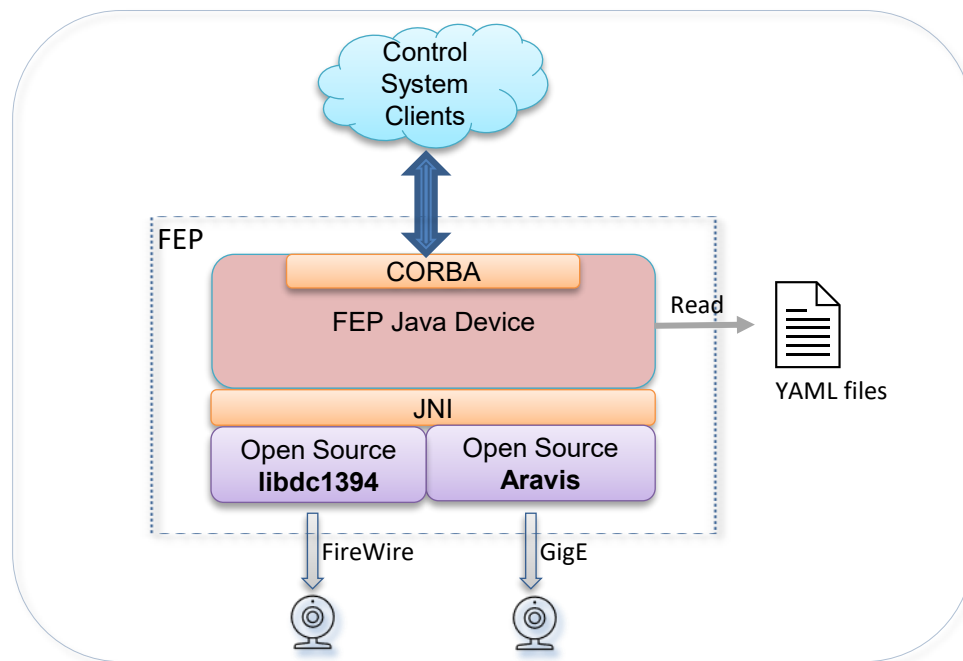 Control
System
Clients
FEP
CORBA
FEP Java Device
Read
YAML files
JNI
Open Source
libdc1394
Open Source
Aravis
FireWire
GigE